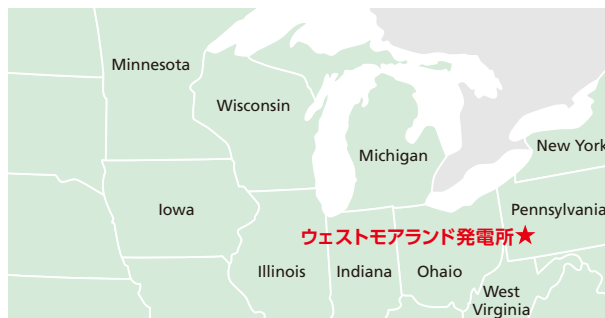 Minnesota
Wisconsin
Michigan
New York
Iowa
Pennsylvania
ウェストモアランド発電所★
Illinois
Indiana
Ohaio
West
Virginia